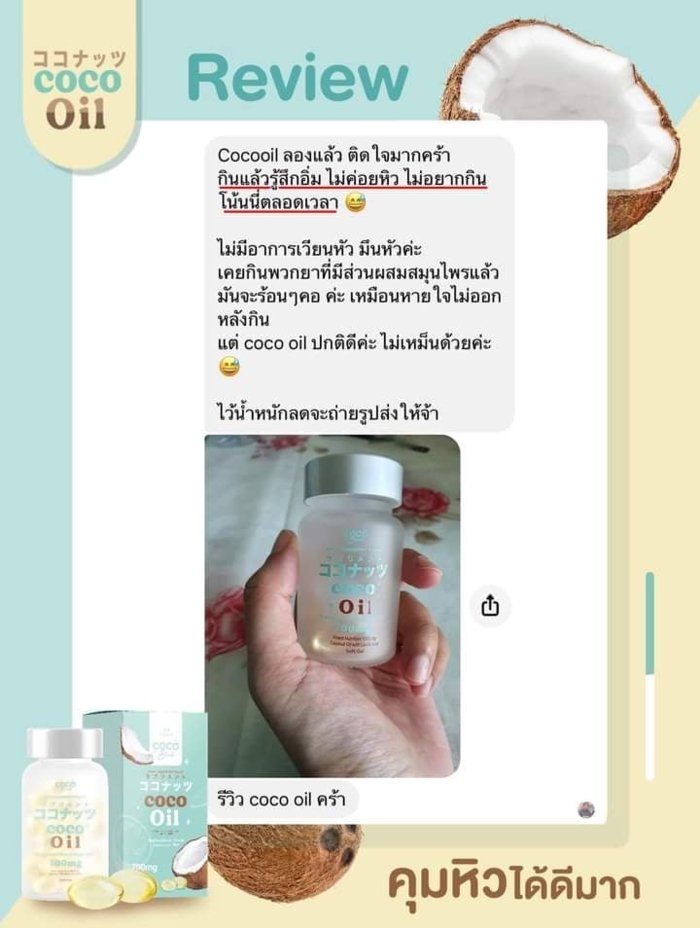 ココナッツ
coco
Oil
Review
Cocooil ลองแล้ว ติดใจมากคร้า
กินแล้วรู้สึกอิ่ม ไม่ค่อยหิว ไม่อยากกิน
โน้นนี่ตลอดเวลา 😅
ไม่มีอาการเวียนหัว มึนหัวค่ะ
เคยกินพวกยาที่มีส่วนผสมสมุนไพรแล้ว
มันจะร้อนๆคอ ค่ะ เหมือนหายใจไม่ออก
หลังกิน
แต่ coco oil ปกติดีค่ะ ไม่เหม็นด้วยค่ะ
😅
ไว้น้ำหนักลดจะถ่ายรูปส่งให้จ้า
ココナッツ
coco
Oil
Soft Gel
รีวิว coco oil คร้า
coco
ココナッツ
coco
Oil
700mg
coco
ココナッツ
coco
Oil
700mg
คุมหิวได้ดีมาก